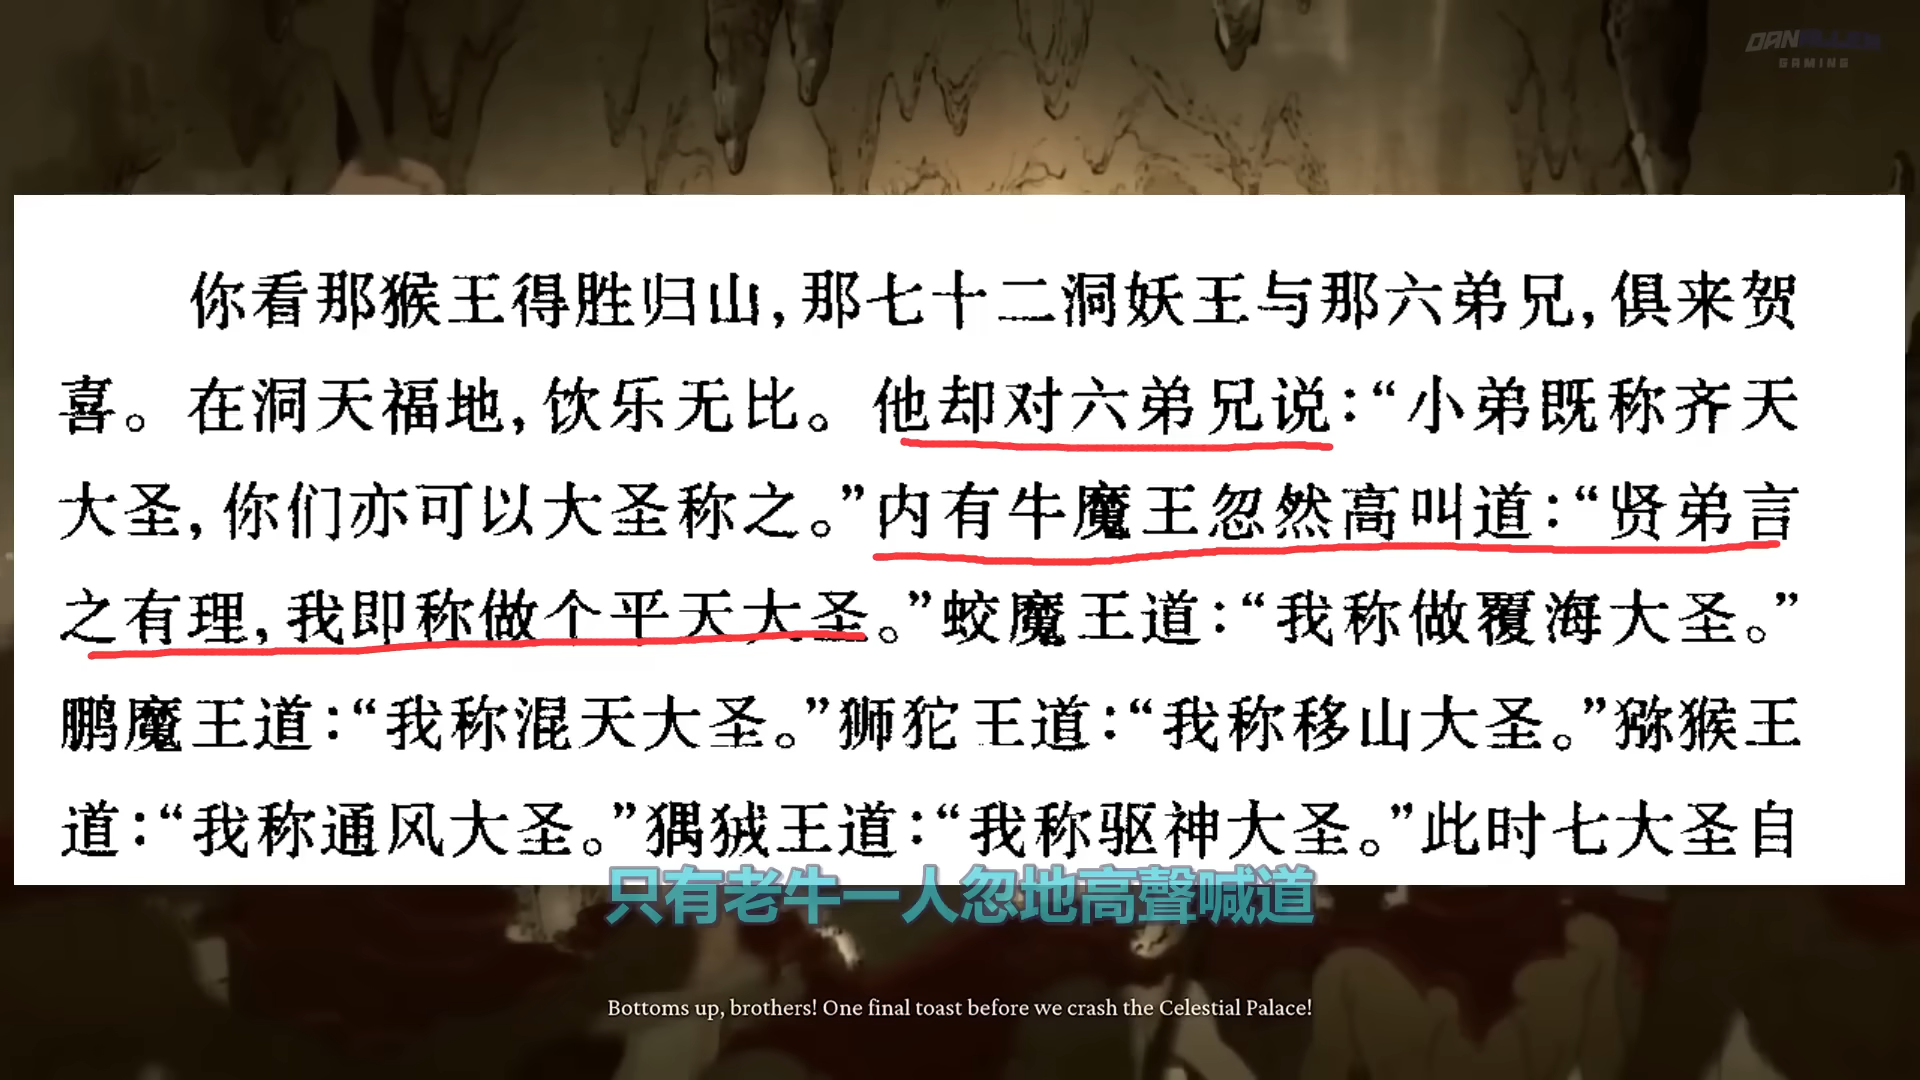 DANALLEN
GAMING
你看那猴王得胜归山,那七十二洞妖王与那六弟兄,俱来贺
喜。在洞天福地,饮乐无比。他却对六弟兄说:“小弟既称齐天
大圣,你们亦可以大圣称之。”内有牛魔王忽然高叫道:“贤弟言
之有理,我即称做个平天大圣。”蛟魔王道:“我称做覆海大圣。”
鹏魔王道:“我称混天大圣。”狮狔王道:“我称移山大圣。”猕猴王
道:“我称通风大圣。”𤟹狨王道:“我称驱神大圣。”此时七大圣自
只有老牛一人忽地高聲喊道
Bottoms up, brothers! One final toast before we crash the Celestial Palace!